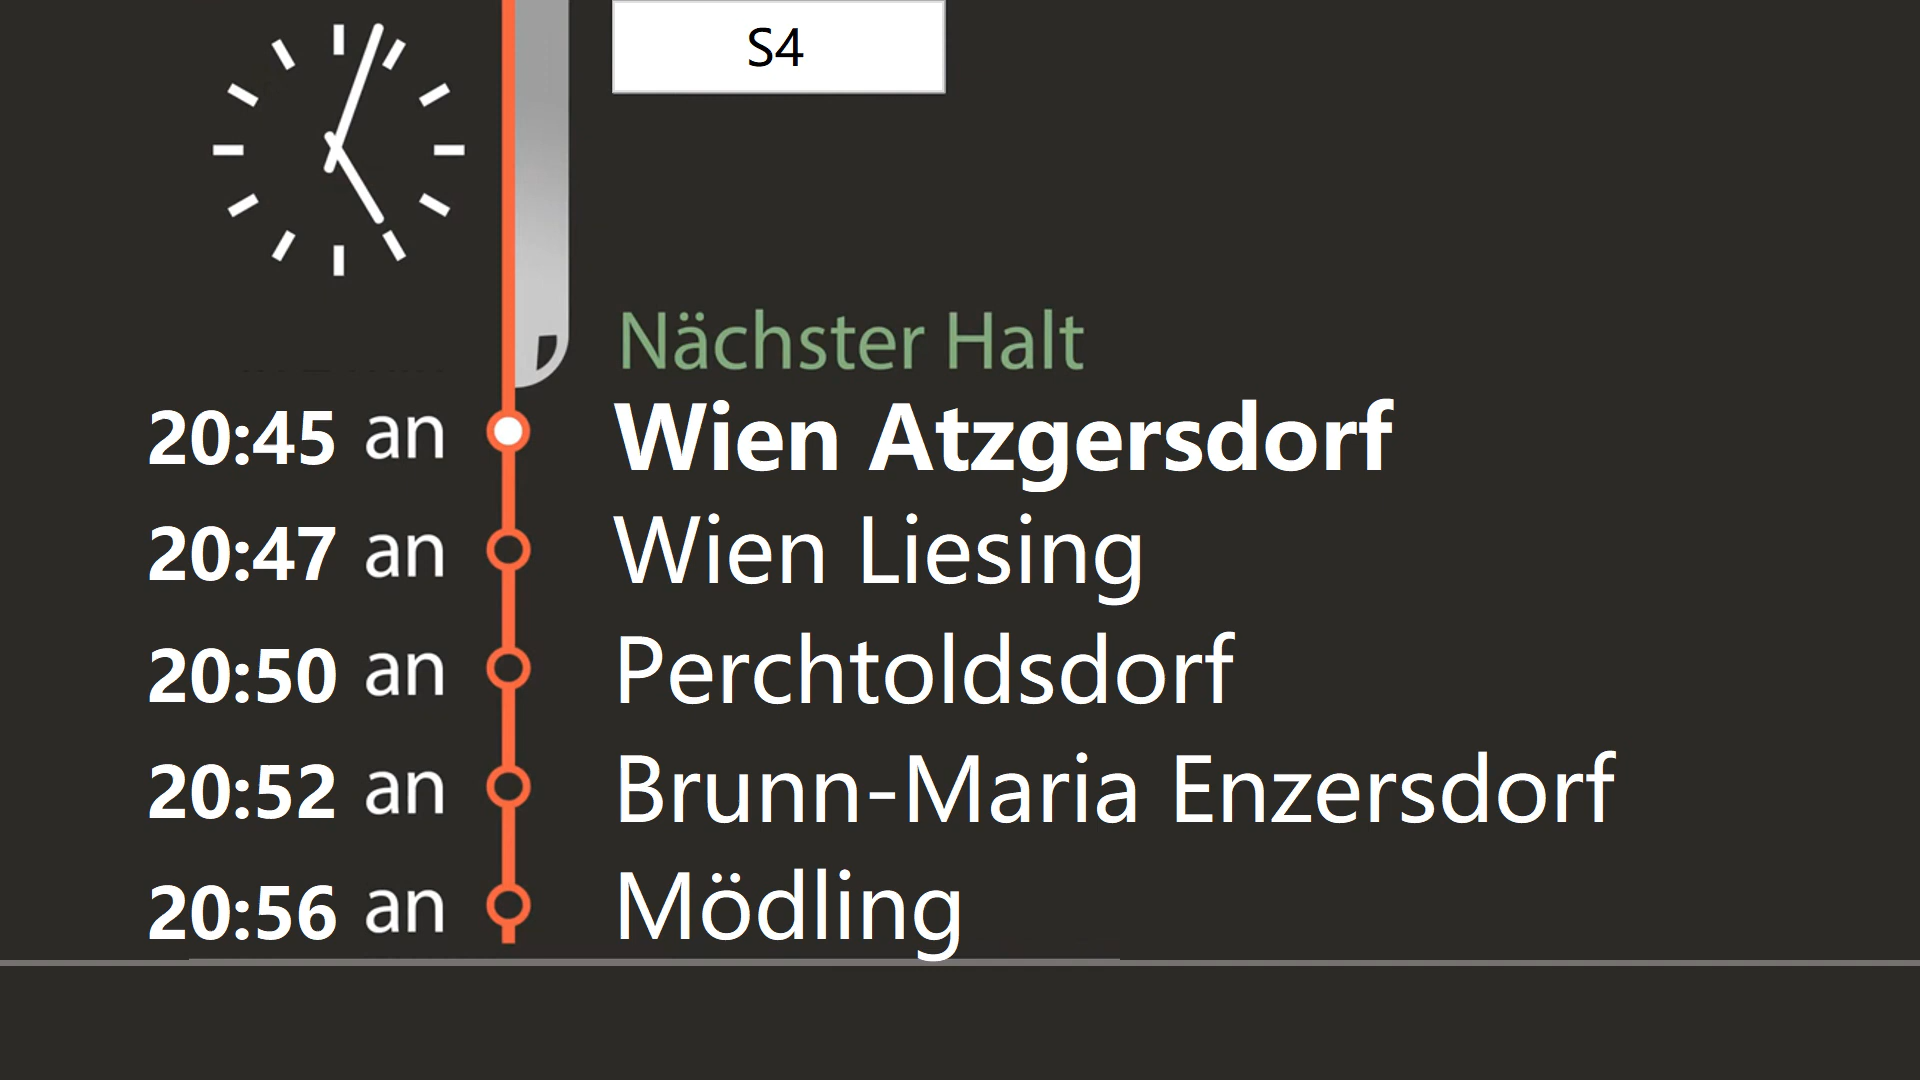 S4
Nächster Halt
20:45 an Wien Atzgersdorf
20:47 an Wien Liesing
20:50 an Perchtoldsdorf
20:52 an Brunn-Maria Enzersdorf
20:56 an Mödling